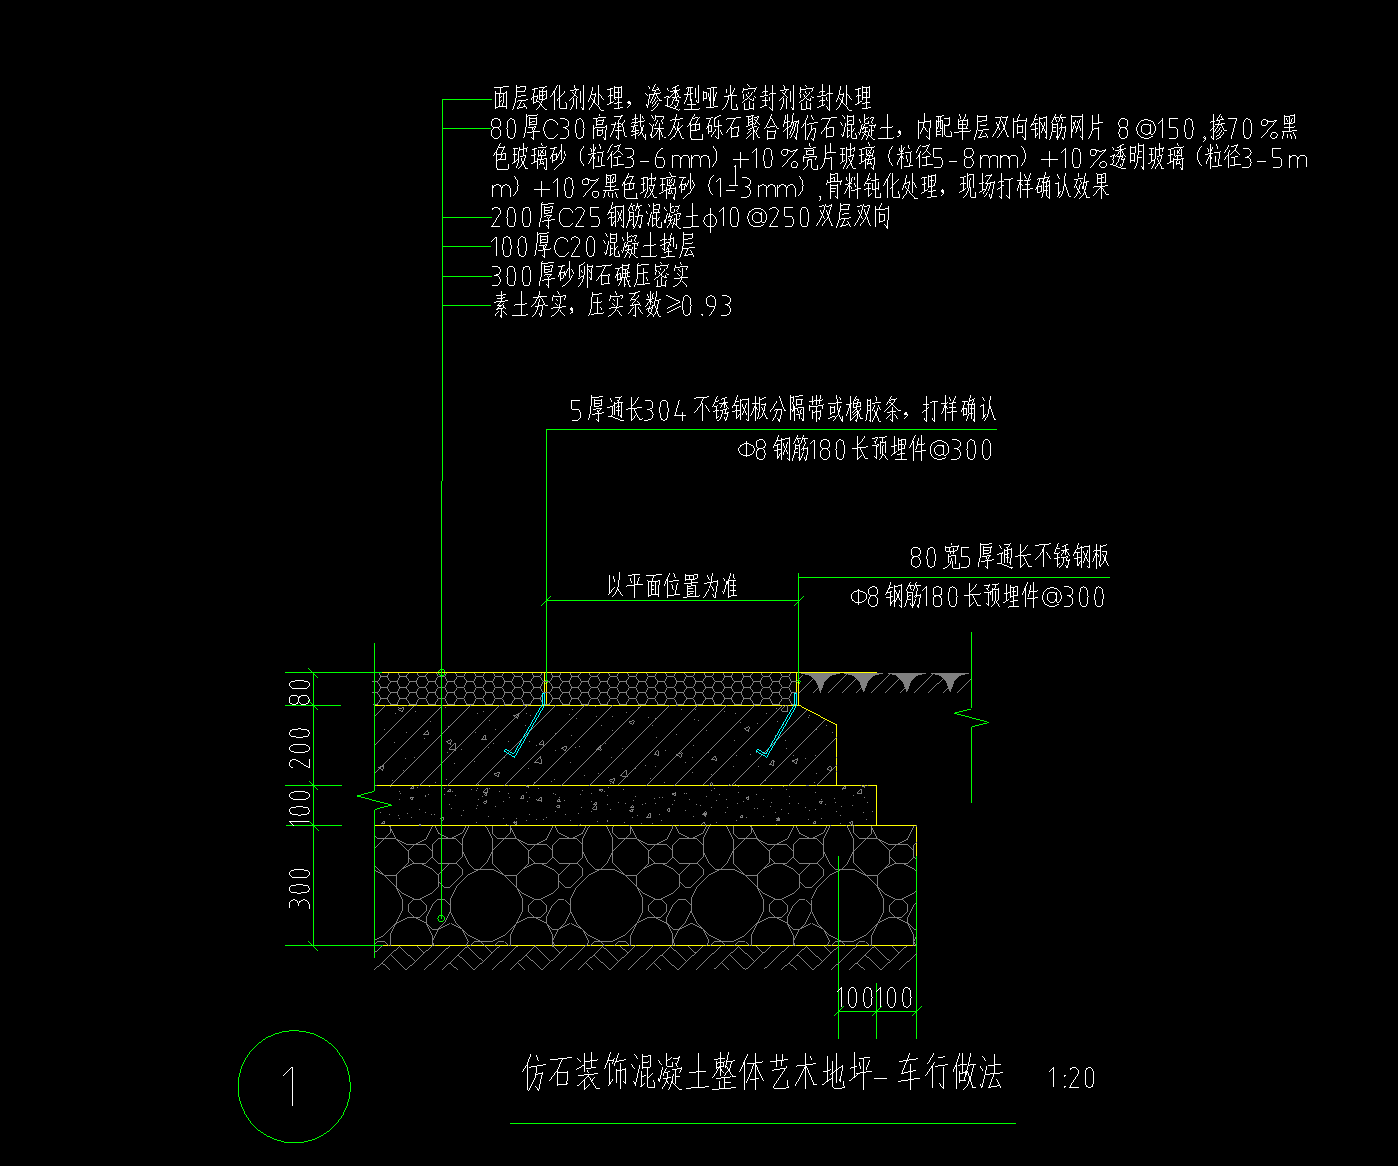 面层硬化剂处理，渗透型哑光密封剂密封处理
80厚C30高承载深灰色砾石聚合物仿石混凝土，内配单层双向钢筋网片 8@150,掺70%黑
色玻璃砂（粒径3-6mm）+10%亮片玻璃（粒径5-8mm）+10%透明玻璃（粒径3-5m
m）+10%黑色玻璃砂（1-3mm）,骨料钝化处理，现场打样确认效果
200厚C25钢筋混凝土ϕ10@250双层双向
100厚C20混凝土垫层
300厚砂卵石碾压密实
素土夯实，压实系数≥0.93
5厚通长304不锈钢板分隔带或橡胶条，打样确认
Φ8钢筋180长预埋件@300
80宽5厚通长不锈钢板
Φ8钢筋180长预埋件@300
以平面位置为准
80
200
100
300
100
100
1
仿石装饰混凝土整体艺术地坪-车行做法 1:20